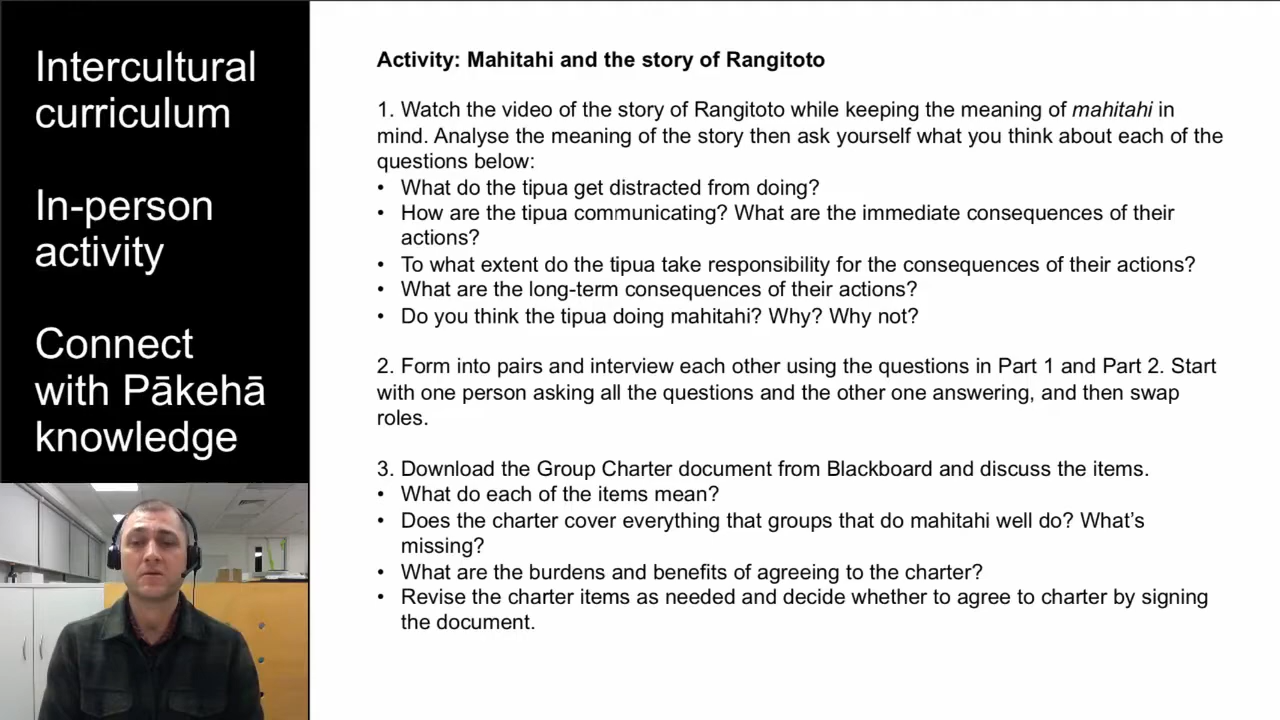 Intercultural
curriculum
In-person
activity
Connect
with Pākehā
knowledge
Activity: Mahitahi and the story of Rangitoto
1. Watch the video of the story of Rangitoto while keeping the meaning of mahitahi in
mind. Analyse the meaning of the story then ask yourself what you think about each of the
questions below:
• What do the tipua get distracted from doing?
• How are the tipua communicating? What are the immediate consequences of their
actions?
• To what extent do the tipua take responsibility for the consequences of their actions?
• What are the long-term consequences of their actions?
• Do you think the tipua doing mahitahi? Why? Why not?
2. Form into pairs and interview each other using the questions in Part 1 and Part 2. Start
with one person asking all the questions and the other one answering, and then swap
roles.
3. Download the Group Charter document from Blackboard and discuss the items.
• What do each of the items mean?
• Does the charter cover everything that groups that do mahitahi well do? What's
missing?
• What are the burdens and benefits of agreeing to the charter?
• Revise the charter items as needed and decide whether to agree to charter by signing
the document.